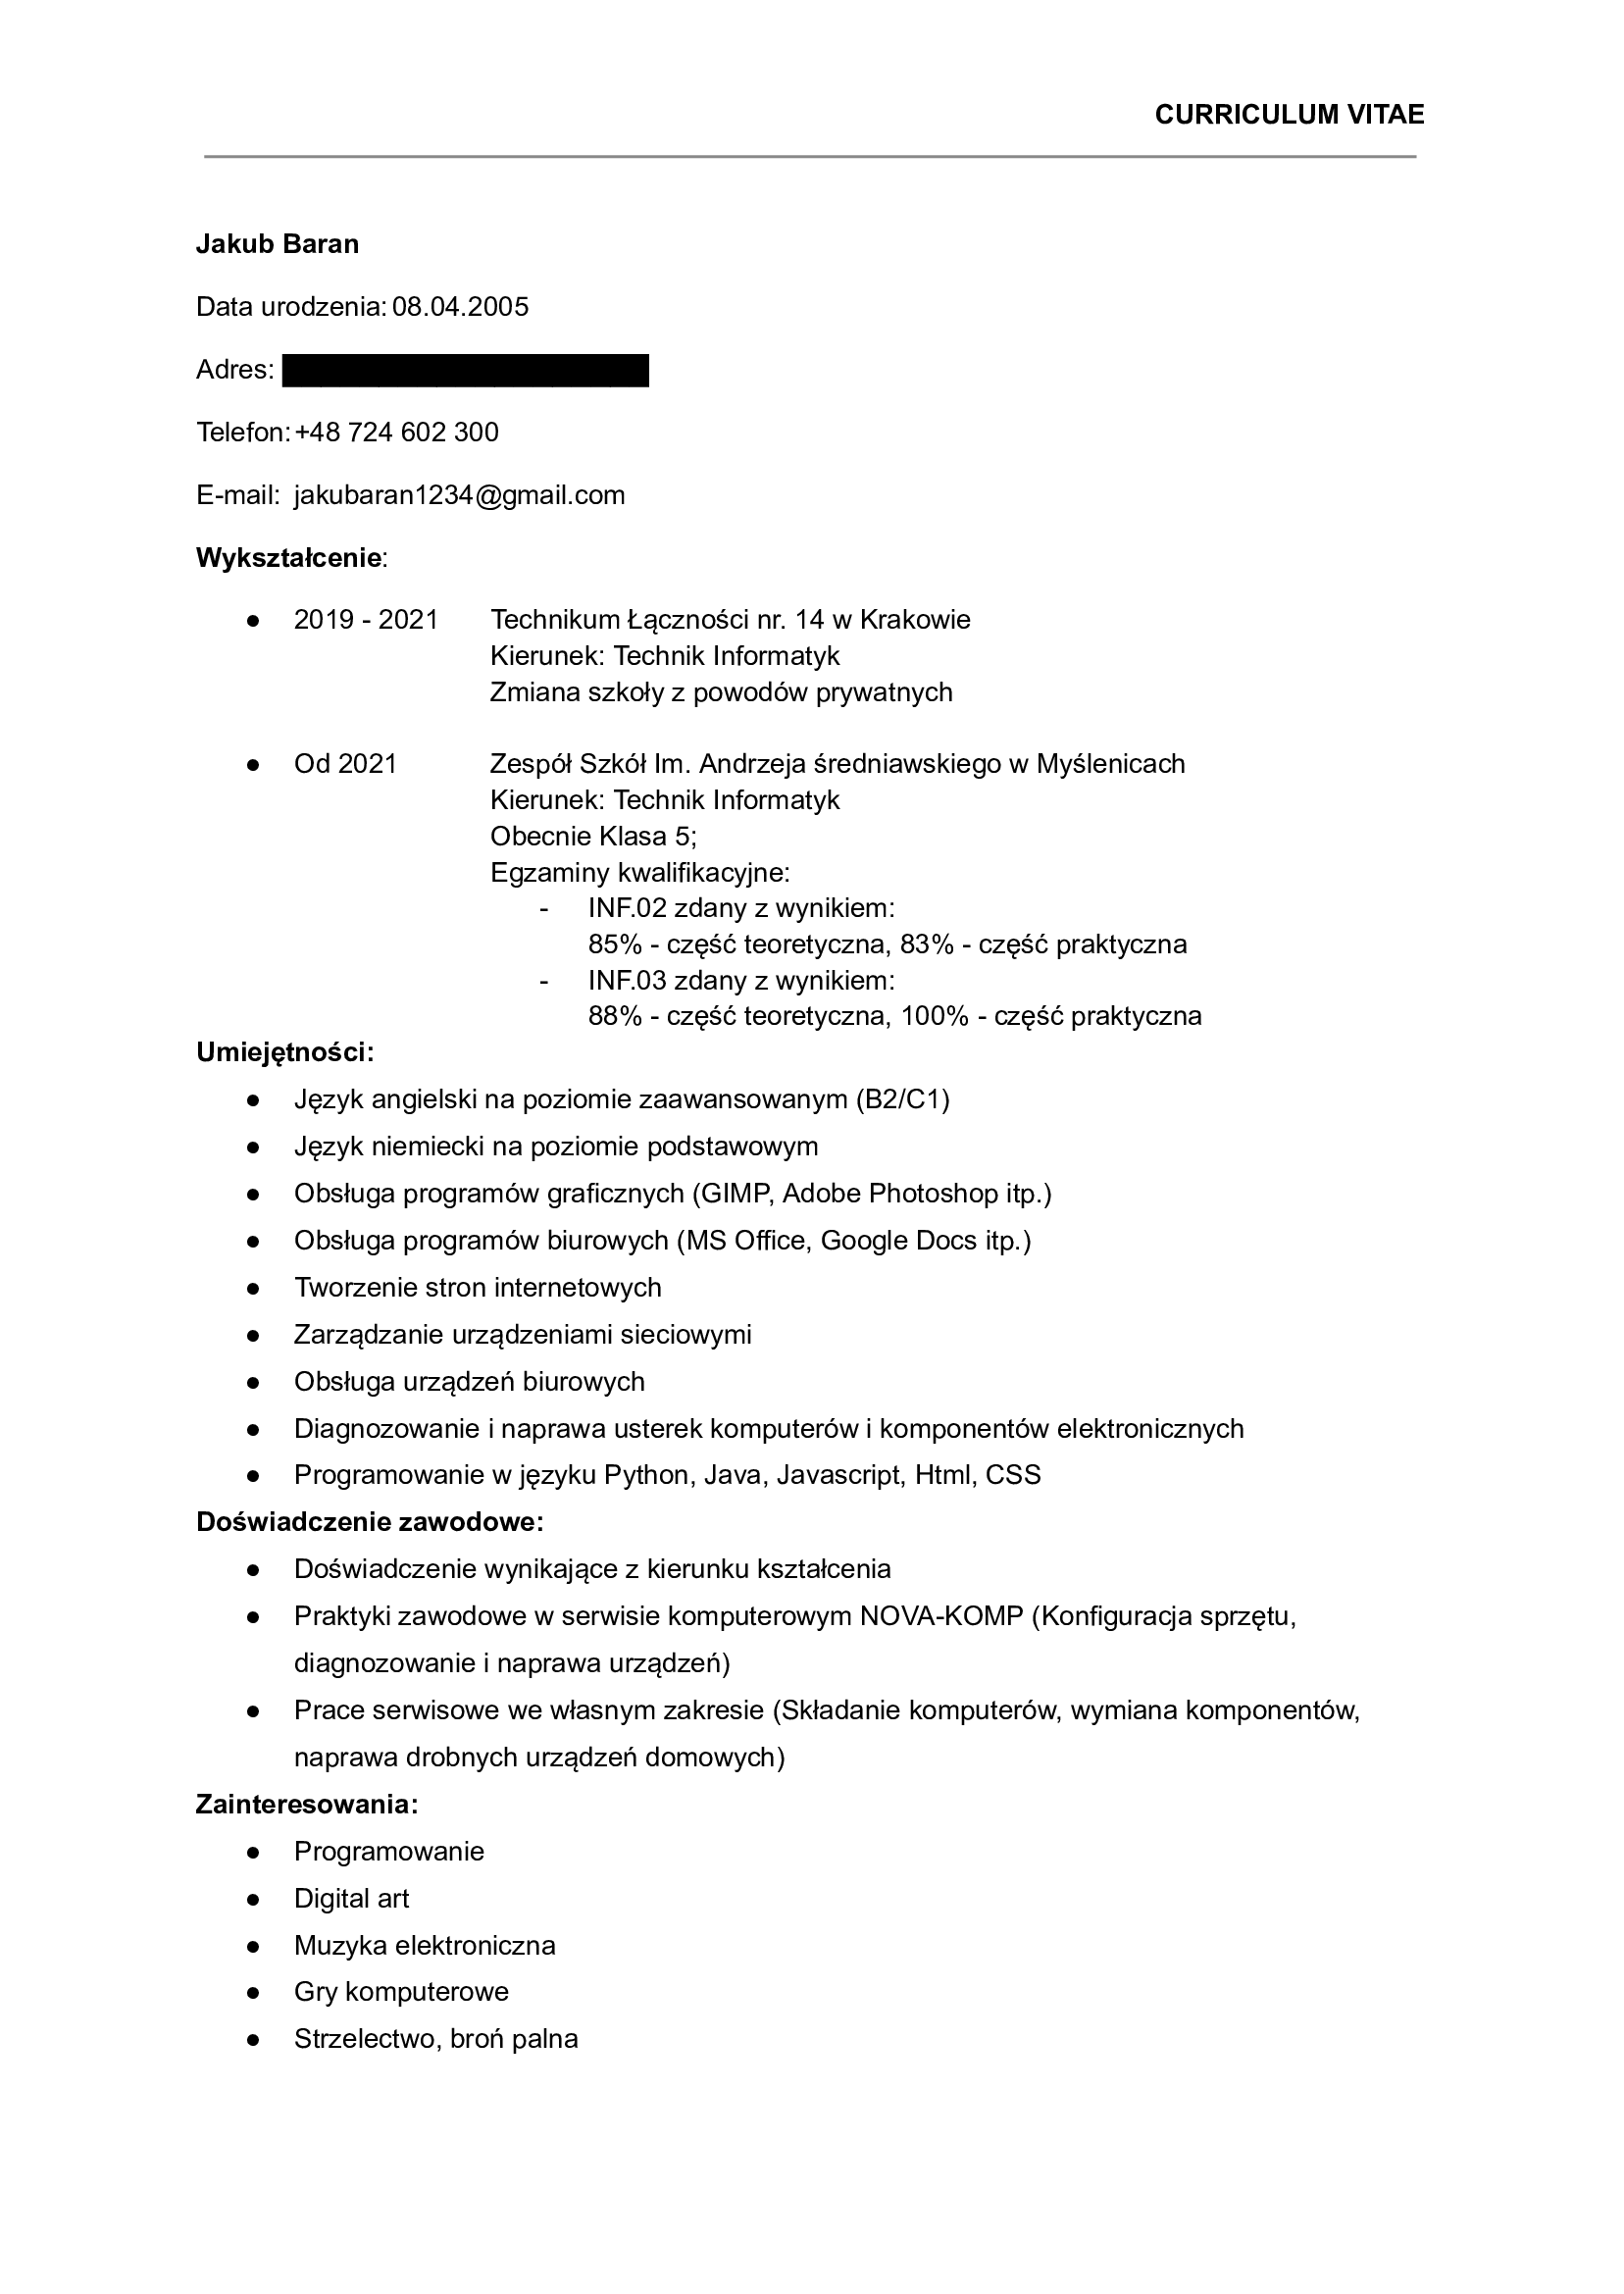 CURRICULUM VITAE
Jakub Baran
Data urodzenia: 08.04.2005
Adres:
Telefon: +48 724 602 300
E-mail: jakubaran1234@gmail.com
Wykształcenie:
● 2019 - 2021 Technikum Łączności nr. 14 w Krakowie
Kierunek: Technik Informatyk
Zmiana szkoły z powodów prywatnych
● Od 2021 Zespół Szkół Im. Andrzeja średniawskiego w Myślenicach
Kierunek: Technik Informatyk
Obecnie Klasa 5;
Egzaminy kwalifikacyjne:
- INF.02 zdany z wynikiem:
85% - część teoretyczna, 83% - część praktyczna
- INF.03 zdany z wynikiem:
88% - część teoretyczna, 100% - część praktyczna
Umiejętności:
● Język angielski na poziomie zaawansowanym (B2/C1)
● Język niemiecki na poziomie podstawowym
● Obsługa programów graficznych (GIMP, Adobe Photoshop itp.)
● Obsługa programów biurowych (MS Office, Google Docs itp.)
● Tworzenie stron internetowych
● Zarządzanie urządzeniami sieciowymi
● Obsługa urządzeń biurowych
● Diagnozowanie i naprawa usterek komputerów i komponentów elektronicznych
● Programowanie w języku Python, Java, Javascript, Html, CSS
Doświadczenie zawodowe:
● Doświadczenie wynikające z kierunku kształcenia
● Praktyki zawodowe w serwisie komputerowym NOVA-KOMP (Konfiguracja sprzętu,
diagnozowanie i naprawa urządzeń)
● Prace serwisowe we własnym zakresie (Składanie komputerów, wymiana komponentów,
naprawa drobnych urządzeń domowych)
Zainteresowania:
● Programowanie
● Digital art
● Muzyka elektroniczna
● Gry komputerowe
● Strzelectwo, broń palna